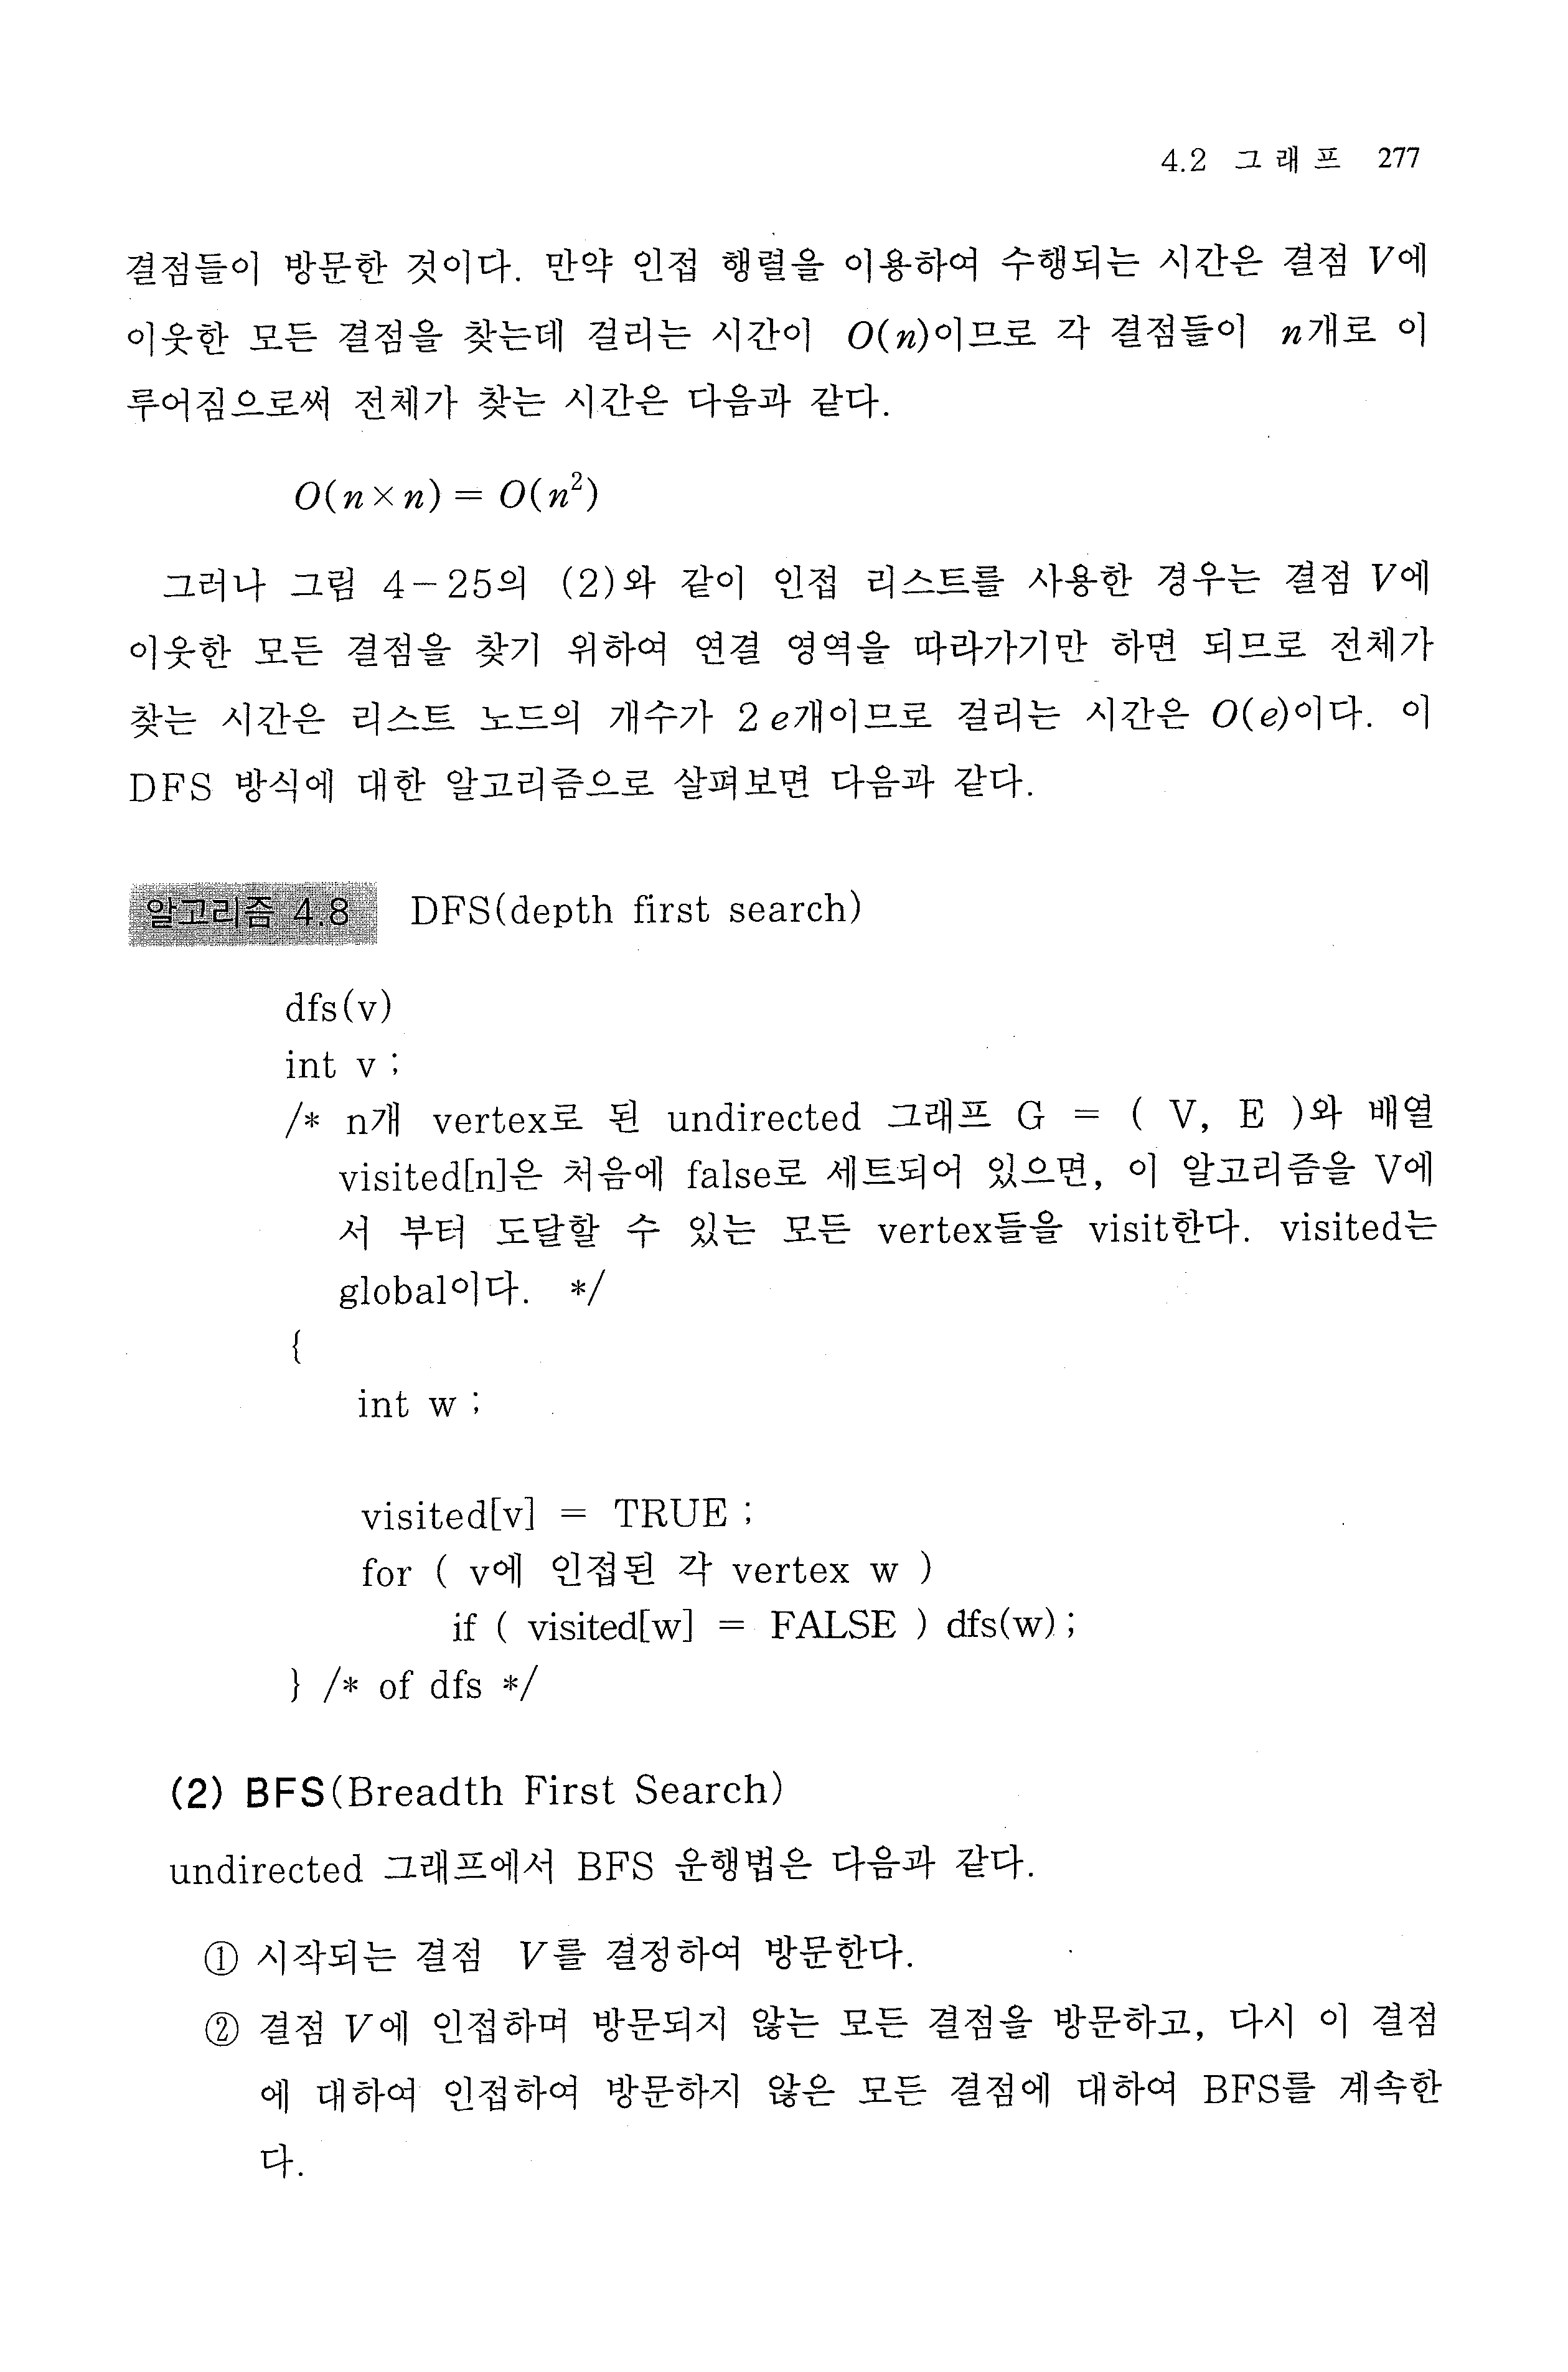 4.2 그 래 프 277
결점들이 방문한 것이다. 만약 인접 행렬을 이용하여 수행되는 시간은 결점 V에
이웃한 모든 결점을 찾는데 걸리는 시간이 O(n)이므로 각 결점들이 n개로 이
루어짐으로써 전체가 찾는 시간은 다음과 같다.
O(n×n) = O(n²)
그러나 그림 4-25의 (2)와 같이 인접 리스트를 사용한 경우는 결점 V에
이웃한 모든 결점을 찾기 위하여 연결 영역을 따라가기만 하면 되므로 전체가
찾는 시간은 리스트 노드의 개수가 2e개이므로 걸리는 시간은 O(e)이다. 이
DFS 방식에 대한 알고리즘으로 살펴보면 다음과 같다.
알고리즘 4.8 DFS(depth first search)
dfs(v)
int v ;
/* n개 vertex로 된 undirected 그래프 G = ( V, E )와 배열
visited[n]은 처음에 false로 세트되어 있으면, 이 알고리즘을 V에
서 부터 도달할 수 있는 모든 vertex들을 visit한다. visited는
global이다. */
{
int w ;
visited[v] = TRUE ;
for ( v에 인접된 각 vertex w )
if ( visited[w] = FALSE ) dfs(w) ;
} /* of dfs */
(2) BFS(Breadth First Search)
undirected 그래프에서 BFS 운행법은 다음과 같다.
① 시작되는 결점 V를 결정하여 방문한다.
② 결점 V에 인접하며 방문되지 않는 모든 결점을 방문하고, 다시 이 결점
에 대하여 인접하여 방문하지 않은 모든 결점에 대하여 BFS를 계속한
다.